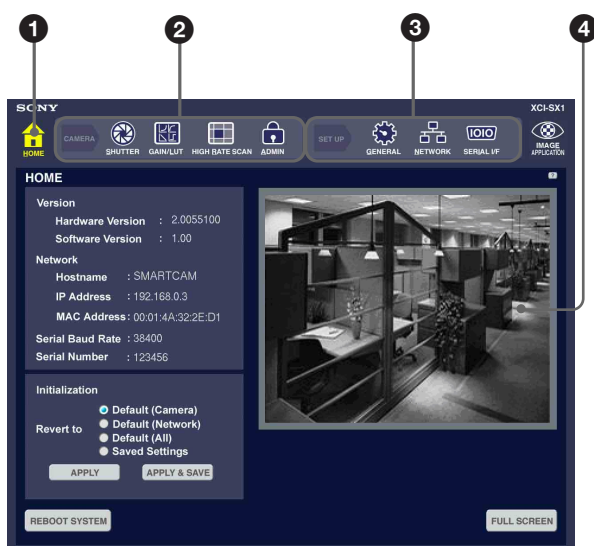 1 2 3 4
SONY XCI-SX1
HOME CAMERA SHUTTER GAIN/LUT HIGH RATE SCAN ADMIN SET UP GENERAL NETWORK SERIAL I/F IMAGE APPLICATION
HOME ?
Version
Hardware Version : 2.0055100
Software Version : 1.00
Network
Hostname : SMARTCAM
IP Address : 192.168.0.3
MAC Address : 00:01:4A:32:2E:D1
Serial Baud Rate : 38400
Serial Number : 123456
Initialization
Revert to
Default (Camera)
Default (Network)
Default (All)
Saved Settings
APPLY APPLY & SAVE
REBOOT SYSTEM FULL SCREEN